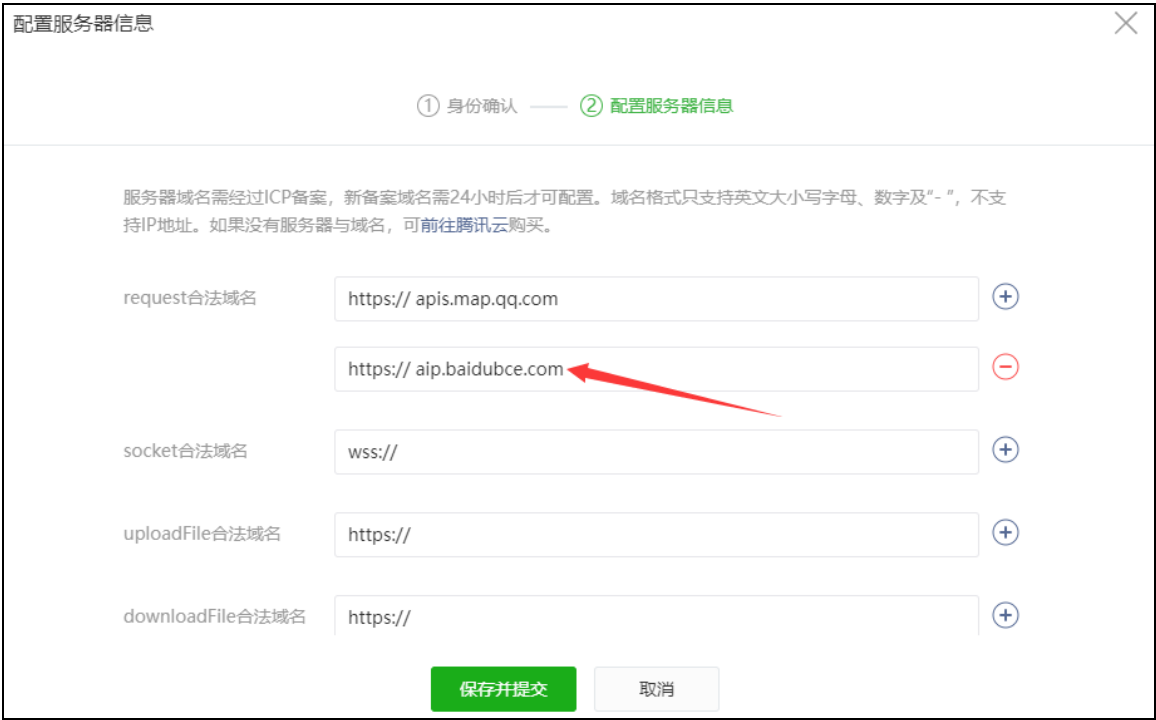 配置服务器信息
① 身份确认 ② 配置服务器信息
服务器域名需经过ICP备案，新备案域名需24小时后才可配置。域名格式只支持英文大小写字母、数字及“- ”，不支
持IP地址。如果没有服务器与域名，可前往腾讯云购买。
request合法域名 https:// apis.map.qq.com
https:// aip.baidubce.com
socket合法域名 wss://
uploadFile合法域名 https://
downloadFile合法域名 https://
保存并提交 取消